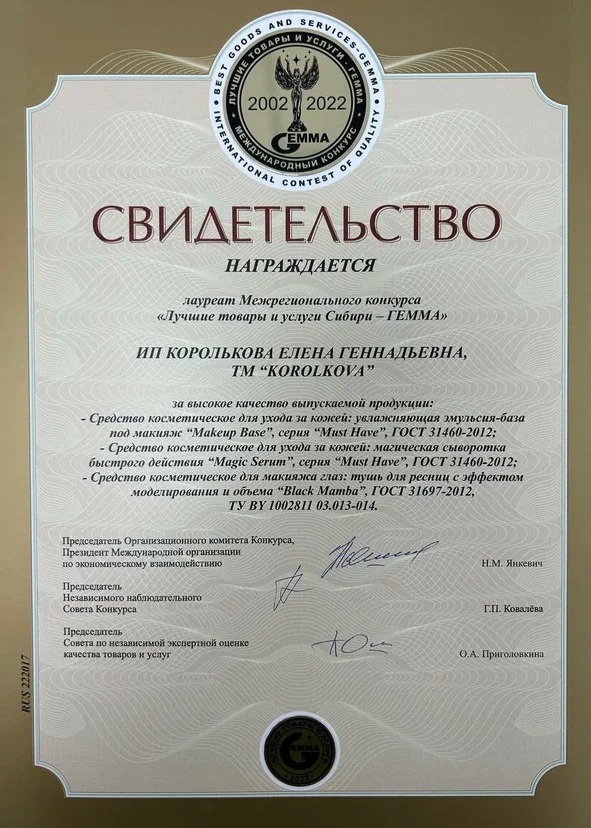 BEST GOODS AND SERVICES-GEMMA
INTERNATIONAL CONTEST OF QUALITY
ЛУЧШИЕ ТОВАРЫ И УСЛУГИ - ГЕММА
2002 2022
GEMMA
МЕЖДУНАРОДНЫЙ КОНКУРС
СВИДЕТЕЛЬСТВО
НАГРАЖДАЕТСЯ
лауреат Межрегионального конкурса
«Лучшие товары и услуги Сибири – ГЕММА»
ИП КОРОЛЬКОВА ЕЛЕНА ГЕННАДЬЕВНА,
ТМ “KOROLKOVA”
за высокое качество выпускаемой продукции:
- Средство косметическое для ухода за кожей: увлажняющая эмульсия-база
под макияж “Makeup Base”, серия “Must Have”, ГОСТ 31460-2012;
- Средство косметическое для ухода за кожей: магическая сыворотка
быстрого действия “Magic Serum”, серия “Must Have”, ГОСТ 31460-2012;
- Средство косметическое для макияжа глаз: тушь для ресниц с эффектом
моделирования и объема “Black Mamba”, ГОСТ 31697-2012,
ТУ BY 1002811 03.013-014.
Председатель Организационного комитета Конкурса,
Президент Международной организации
по экономическому взаимодействию
Н.М. Янкевич
Председатель
Независимого наблюдательного
Совета Конкурса
Г.П. Ковалёва
Председатель
Совета по независимой экспертной оценке
качества товаров и услуг
О.А. Приголовкина
RUS 222017
GEMMA
2022